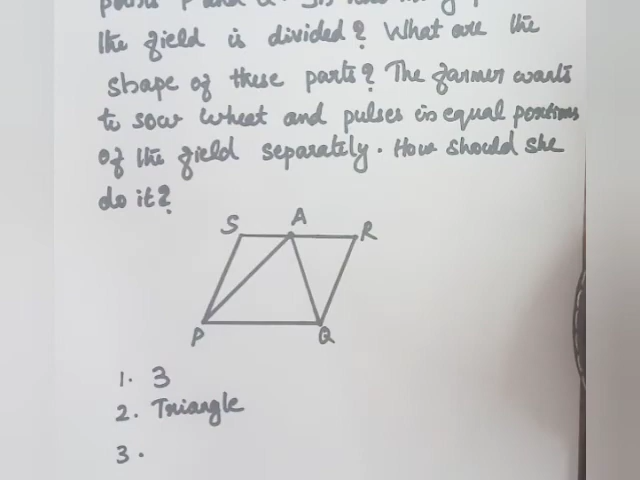 the field is divided? What are the
shape of these parts? The farmer wants
to sow wheat and pulses in equal portions
of the field separately. How should she
do it?
S A R
P Q
1. 3
2. Triangle
3.